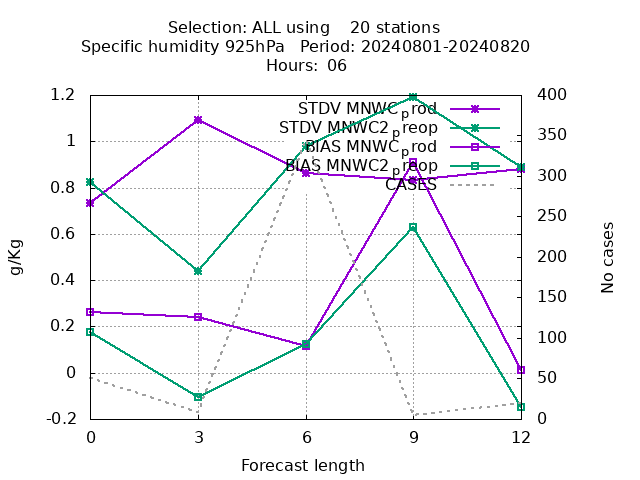 Selection: ALL using 20 stations
Specific humidity 925hPa Period: 20240801-20240820
Hours: 06
1.2
1
0.8
0.6
0.4
0.2
0
-0.2
g/Kg
STDV MNWC_prod
STDV MNWC2_preop
BIAS MNWC_prod
BIAS MNWC2_preop
CASES
400
350
300
250
200
150
100
50
0
No cases
0 3 6 9 12
Forecast length